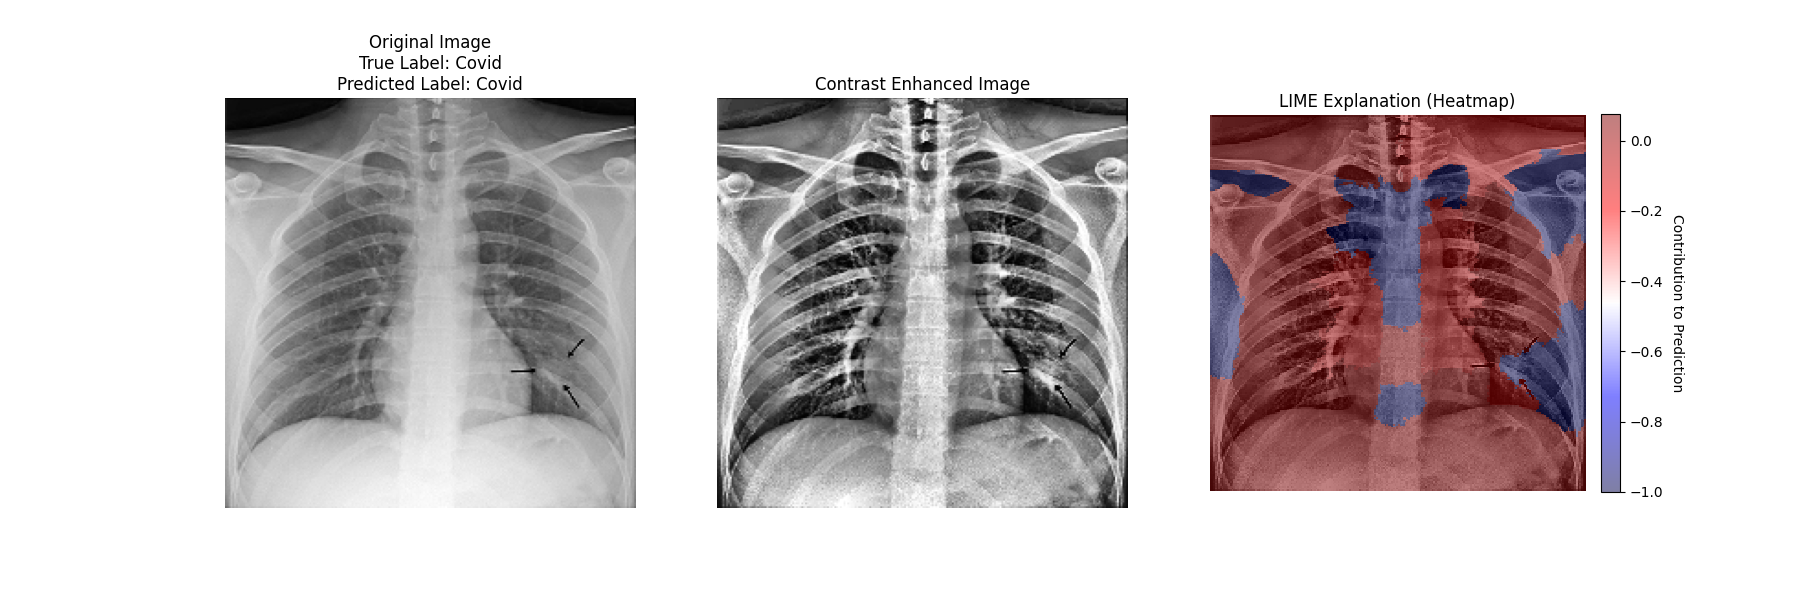 Original Image
True Label: Covid
Predicted Label: Covid
Contrast Enhanced Image
LIME Explanation (Heatmap)
0.0
−0.2
−0.4
−0.6
−0.8
−1.0
Contribution to Prediction